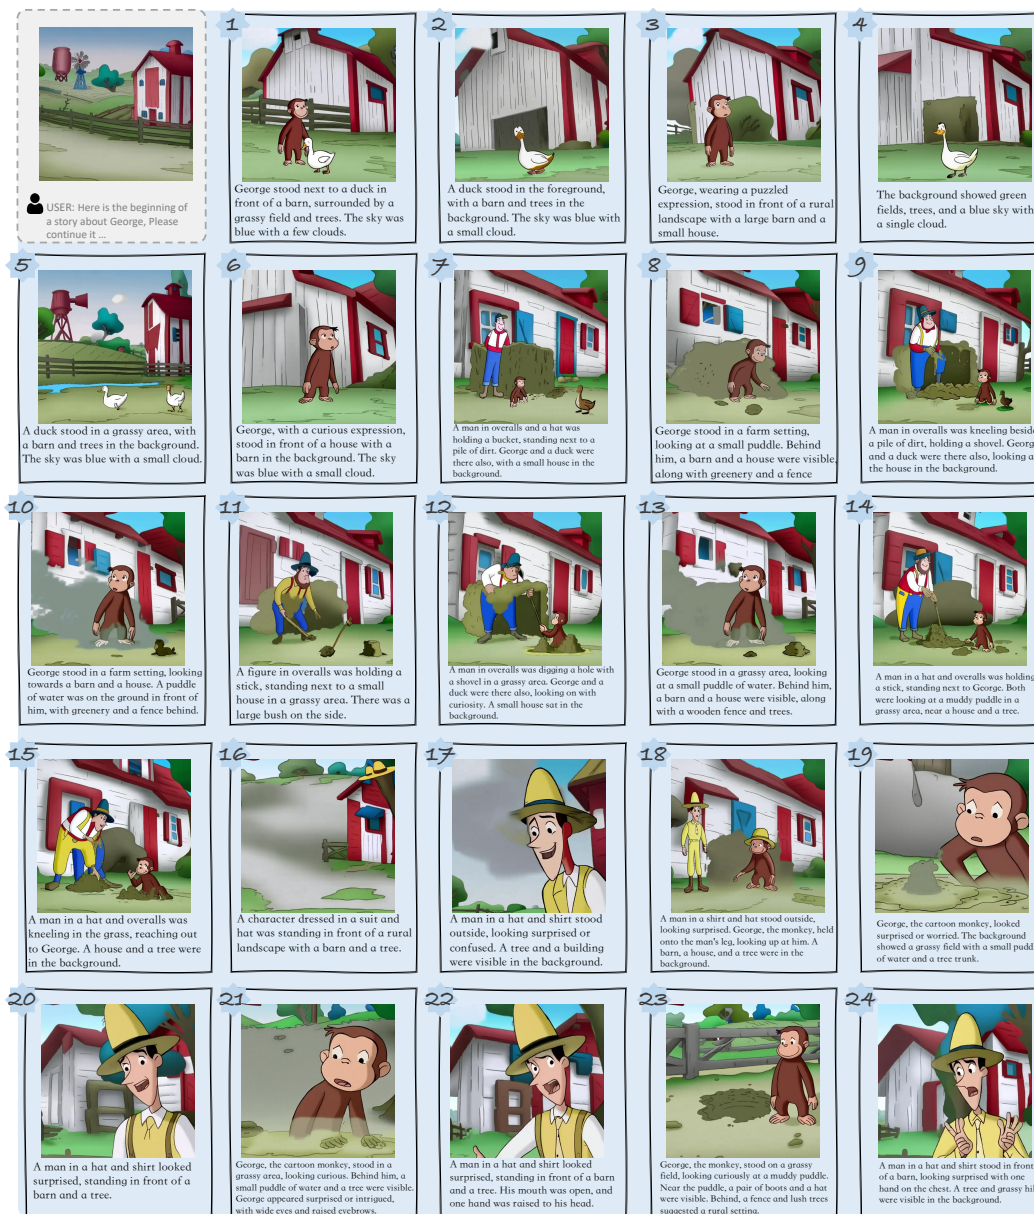 USER: Here is the beginning of
a story about George, Please
continue it ...
1
George stood next to a duck in
front of a barn, surrounded by a
grassy field and trees. The sky was
blue with a few clouds.
2
A duck stood in the foreground,
with a barn and trees in the
background. The sky was blue with
a small cloud.
3
George, wearing a puzzled
expression, stood in front of a rural
landscape with a large barn and a
small house.
4
The background showed green
fields, trees, and a blue sky with
a single cloud.
5
A duck stood in a grassy area, with
a barn and trees in the background.
The sky was blue with a small cloud.
6
George, with a curious expression,
stood in front of a house with a
barn in the background. The sky
was blue with a small cloud.
7
A man in overalls and a hat was
holding a bucket, standing next to a
pile of dirt. George and a duck were
there also, with a small house in the
background.
8
George stood in a farm setting,
looking at a small puddle. Behind
him, a barn and a house were visible,
along with greenery and a fence
9
A man in overalls was kneeling beside
a pile of dirt, holding a shovel. George
and a duck were there also, looking a
the house in the background.
10
George stood in a farm setting, looking
towards a barn and a house. A puddle
of water was on the ground in front of
him, with greenery and a fence behind.
11
A figure in overalls was holding a
stick, standing next to a small
house in a grassy area. There was a
large bush on the side.
12
A man in overalls was digging a hole with
a shovel in a grassy area. George and a
duck were there also, looking on with
curiosity. A small house sat in the
background.
13
George stood in a grassy area, looking
at a small puddle of water. Behind him,
a barn and a house were visible, along
with a wooden fence and trees.
14
A man in a hat and overalls was holding
a stick, standing next to George. Both
were looking at a muddy puddle in a
grassy area, near a house and a tree.
15
A man in a hat and overalls was
kneeling in the grass, reaching out
to George. A house and a tree were
in the background.
16
A character dressed in a suit and
hat was standing in front of a rural
landscape with a barn and a tree.
17
A man in a hat and shirt stood
outside, looking surprised or
confused. A tree and a building
were visible in the background.
18
A man in a shirt and hat stood outside,
looking surprised. George, the monkey, held
onto the man's leg, looking up at him. A
barn, a house, and a tree were in the
background.
19
George, the cartoon monkey, looked
surprised or worried. The background
showed a grassy field with a small pudd
of water and a tree trunk.
20
A man in a hat and shirt looked
surprised, standing in front of a
barn and a tree.
21
George, the cartoon monkey, stood in a
grassy area, looking curious. Behind him, a
small puddle of water and a tree were visible.
George appeared surprised or intrigued,
with wide eyes and raised eyebrows.
22
A man in a hat and shirt looked
surprised, standing in front of a barn
and a tree. His mouth was open, and
one hand was raised to his head.
23
George, the monkey, stood on a grassy
field, looking curiously at a muddy puddle.
Near the puddle, a pair of boots and a hat
were visible. Behind, a fence and lush trees
suggested a rural setting.
24
A man in a hat and shirt stood in front
of a barn, looking surprised with one
hand on the chest. A tree and grassy hil
were visible in the background.